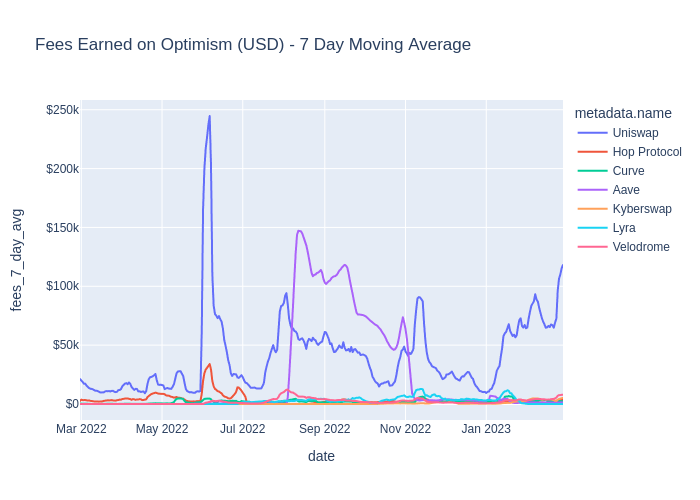 Fees Earned on Optimism (USD) - 7 Day Moving Average
metadata.name
Uniswap
Hop Protocol
Curve
Aave
Kyberswap
Lyra
Velodrome
$250k
$200k
$150k
$100k
$50k
$0
fees_7_day_avg
Mar 2022
May 2022
Jul 2022
Sep 2022
Nov 2022
Jan 2023
date